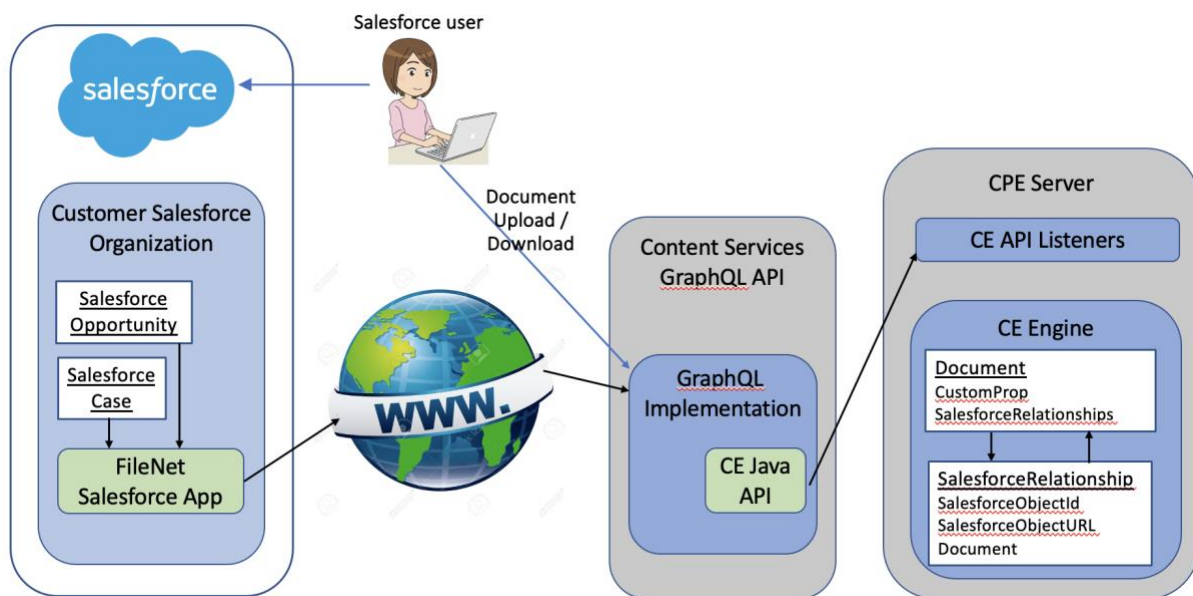 Salesforce user
salesforce
Customer Salesforce
Organization
Salesforce
Opportunity
Salesforce
Case
FileNet
Salesforce App
WWW.
Document
Upload /
Download
Content Services
GraphQL API
GraphQL
Implementation
CE Java
API
CPE Server
CE API Listeners
CE Engine
Document
CustomProp
SalesforceRelationships
SalesforceRelationship
SalesforceObjectId
SalesforceObjectURL
Document